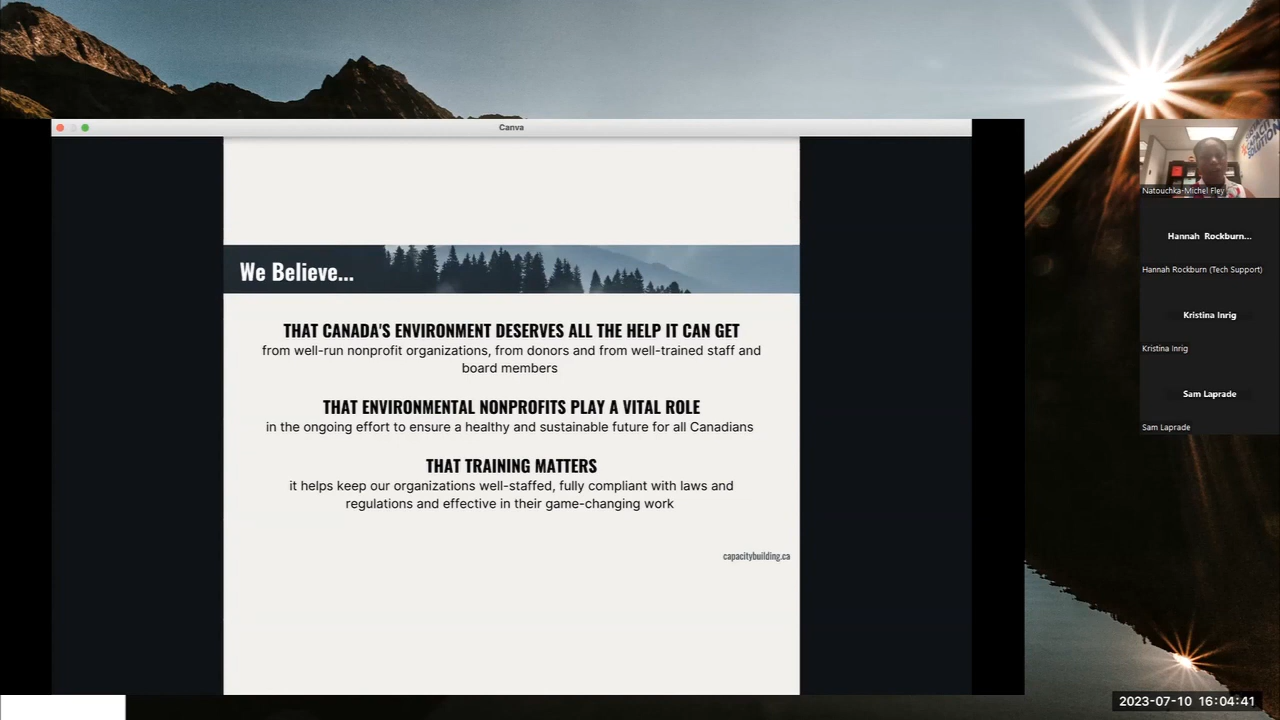 Canva
We Believe...
THAT CANADA'S ENVIRONMENT DESERVES ALL THE HELP IT CAN GET
from well-run nonprofit organizations, from donors and from well-trained staff and
board members
THAT ENVIRONMENTAL NONPROFITS PLAY A VITAL ROLE
in the ongoing effort to ensure a healthy and sustainable future for all Canadians
THAT TRAINING MATTERS
it helps keep our organizations well-staffed, fully compliant with laws and
regulations and effective in their game-changing work
capacitybuilding.ca
Natouchka-Michel Fley
Hannah Rockburn...
Hannah Rockburn (Tech Support)
Kristina Inrig
Kristina Inrig
Sam Laprade
Sam Laprade
2023-07-10 16:04:41